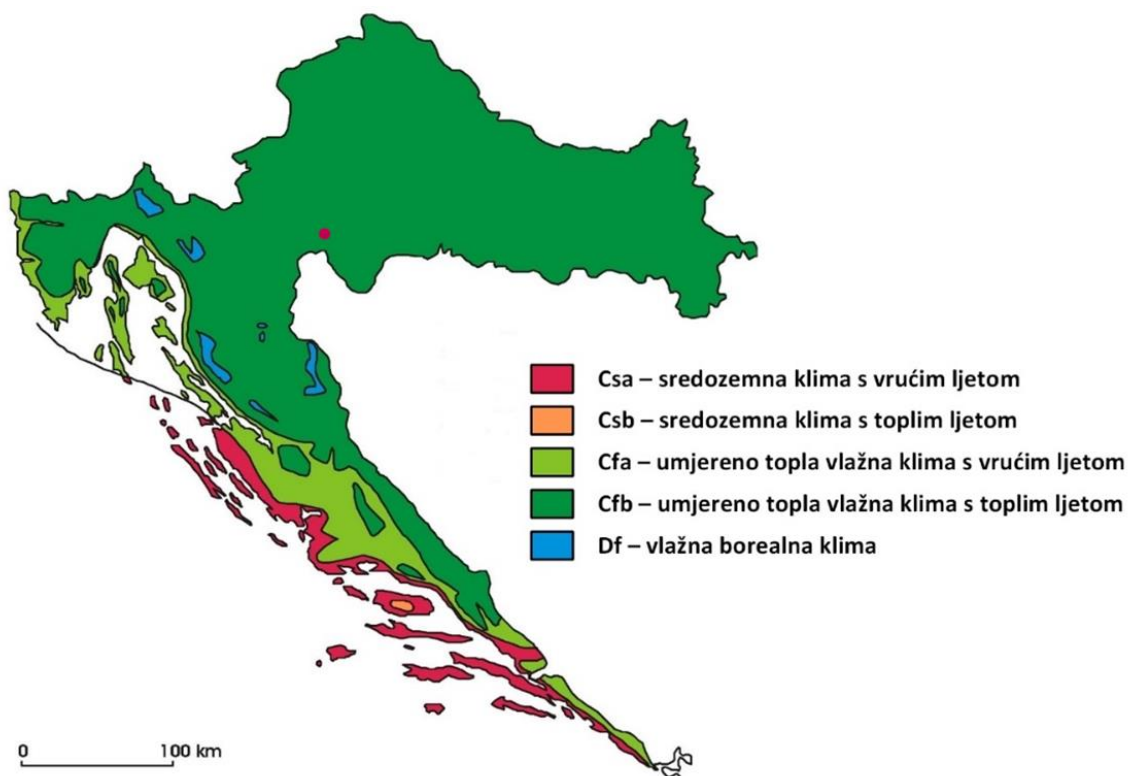 Csa – sredozemna klima s vrućim ljetom
Csb – sredozemna klima s toplim ljetom
Cfa – umjereno topla vlažna klima s vrućim ljetom
Cfb – umjereno topla vlažna klima s toplim ljetom
Df – vlažna borealna klima
0 100 km